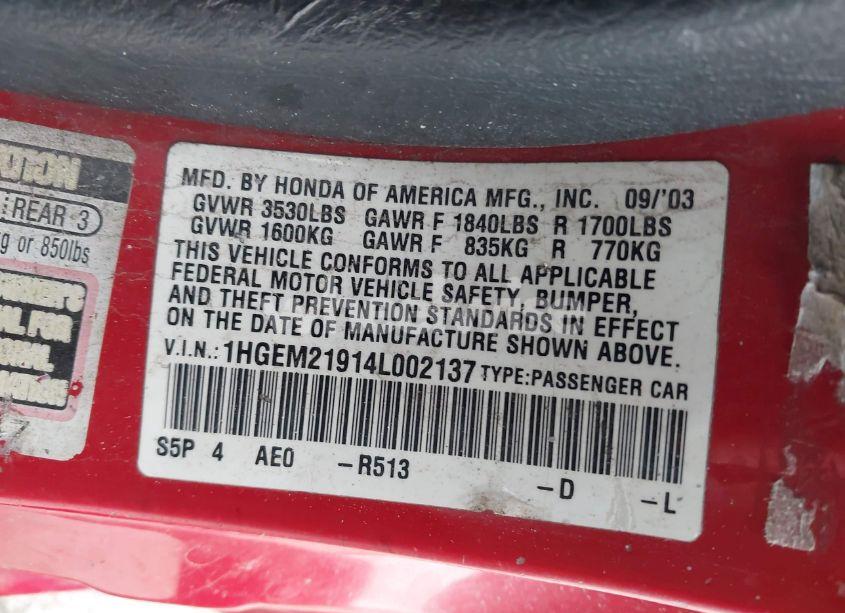 MFD. BY HONDA OF AMERICA MFG., INC. 09/'03
GVWR 3530LBS GAWR F 1840LBS R 1700LBS
GVWR 1600KG GAWR F 835KG R 770KG
THIS VEHICLE CONFORMS TO ALL APPLICABLE
FEDERAL MOTOR VEHICLE SAFETY, BUMPER,
AND THEFT PREVENTION STANDARDS IN EFFECT
ON THE DATE OF MANUFACTURE SHOWN ABOVE.
V.I.N.: 1HGEM21914L002137 TYPE:PASSENGER CAR
S5P 4 AE0 -R513 -D -L
REAR 3
g or 850lbs